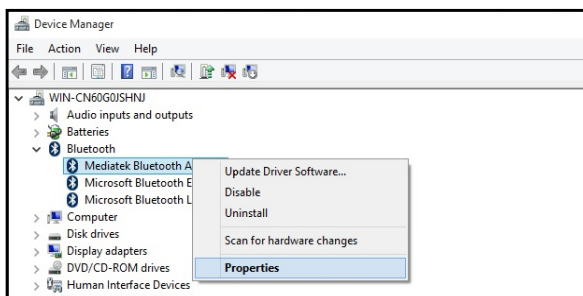 Device Manager
File Action View Help
WIN-CN60G0JSHNJ
Audio inputs and outputs
Batteries
Bluetooth
Mediatek Bluetooth A
Microsoft Bluetooth E
Microsoft Bluetooth L
Computer
Disk drives
Display adapters
DVD/CD-ROM drives
Human Interface Devices
Update Driver Software...
Disable
Uninstall
Scan for hardware changes
Properties